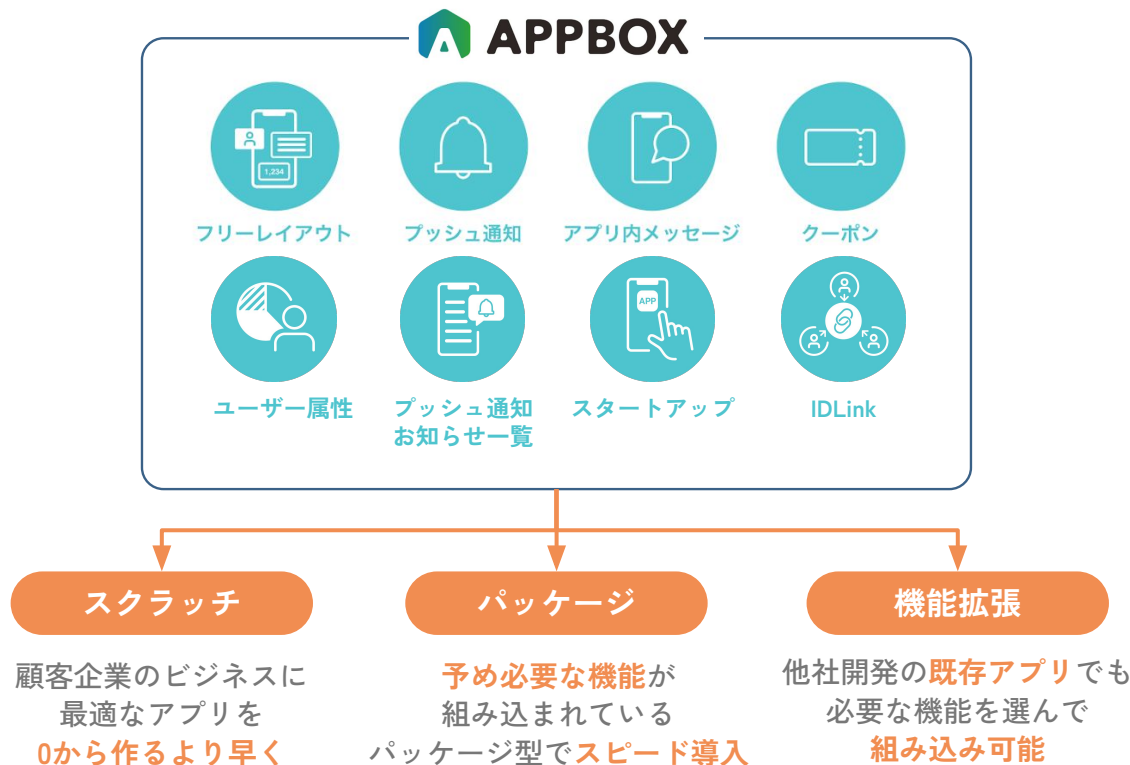 APPBOX
1,234
フリーレイアウト
プッシュ通知
アプリ内メッセージ
クーポン
APP
ユーザー属性
プッシュ通知
お知らせ一覧
スタートアップ
IDLink
スクラッチ
顧客企業のビジネスに
最適なアプリを
0から作るより早く
パッケージ
予め必要な機能が
組み込まれている
パッケージ型でスピード導入
機能拡張
他社開発の既存アプリでも
必要な機能を選んで
組み込み可能